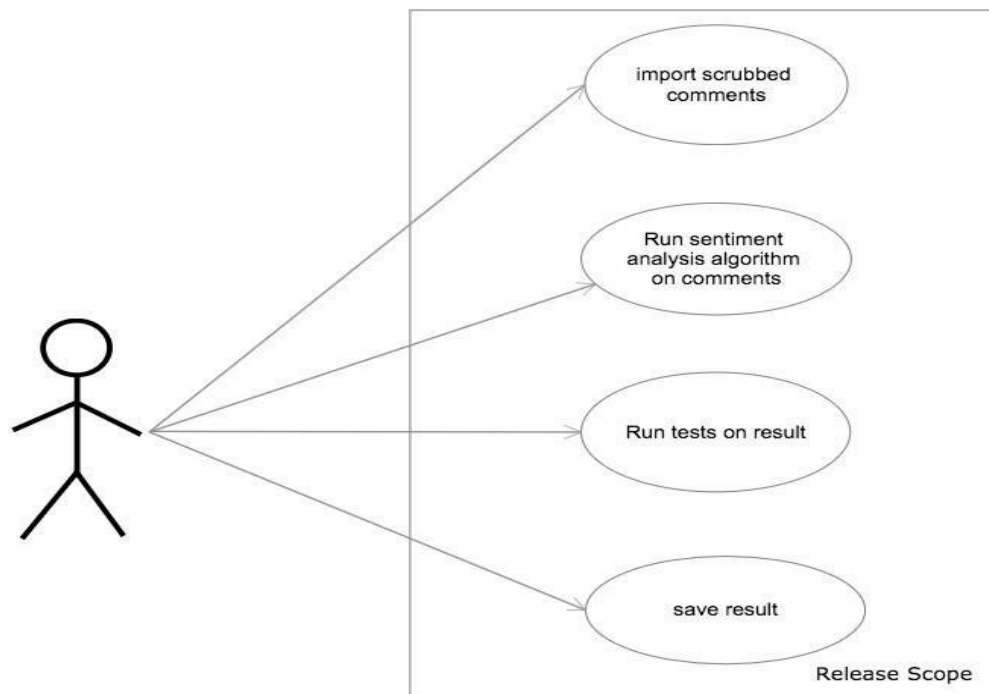 import scrubbed
comments
Run sentiment
analysis algorithm
on comments
Run tests on result
save result
Release Scope